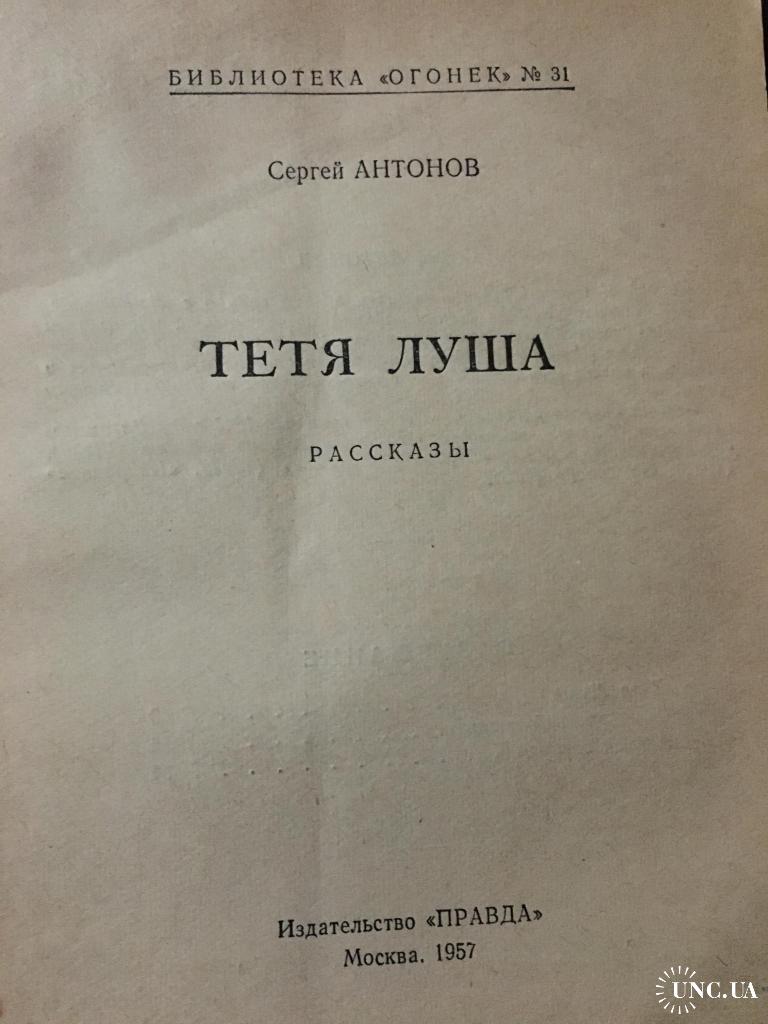 БИБЛИОТЕКА «ОГОНЕК» № 31
Сергей АНТОНОВ
ТЕТЯ ЛУША
РАССКАЗЫ
Издательство «ПРАВДА»
Москва. 1957
UNC.UA